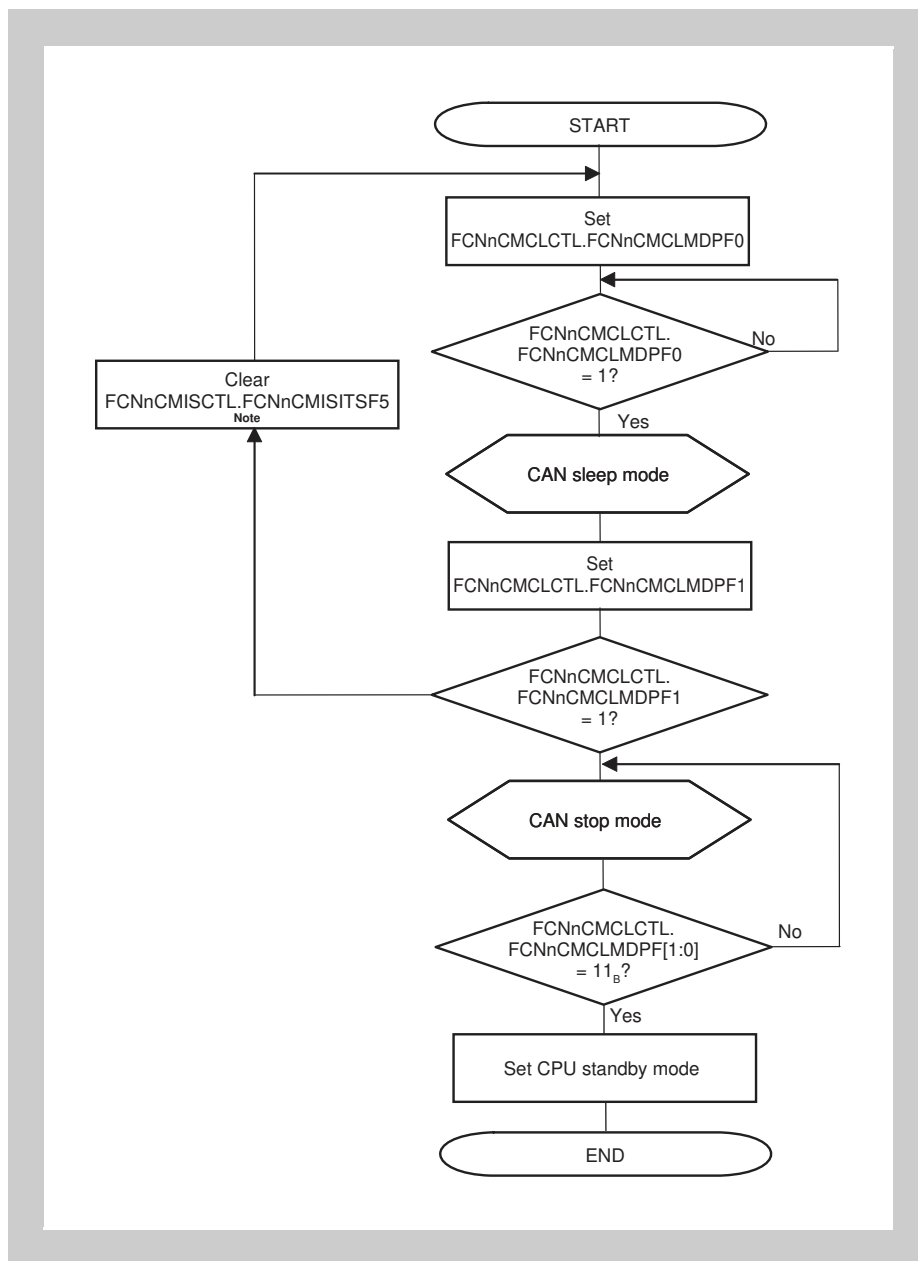 START
Set
FCNnCMCLCTL.FCNnCMCLMDPF0
FCNnCMCLCTL.
FCNnCMCLMDPF0
= 1?
No
Clear
FCNnCMISCTL.FCNnCMISITSF5
Note
Yes
CAN sleep mode
Set
FCNnCMCLCTL.FCNnCMCLMDPF1
FCNnCMCLCTL.
FCNnCMCLMDPF1
= 1?
CAN stop mode
FCNnCMCLCTL.
FCNnCMCLMDPF[1:0]
= 11B?
No
Yes
Set CPU standby mode
END